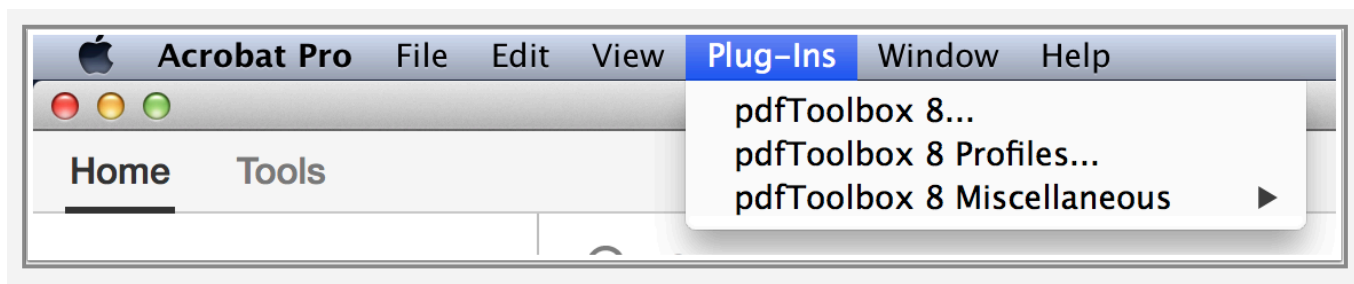 Acrobat Pro File Edit View Plug-Ins Window Help
pdfToolbox 8...
pdfToolbox 8 Profiles...
pdfToolbox 8 Miscellaneous
Home Tools